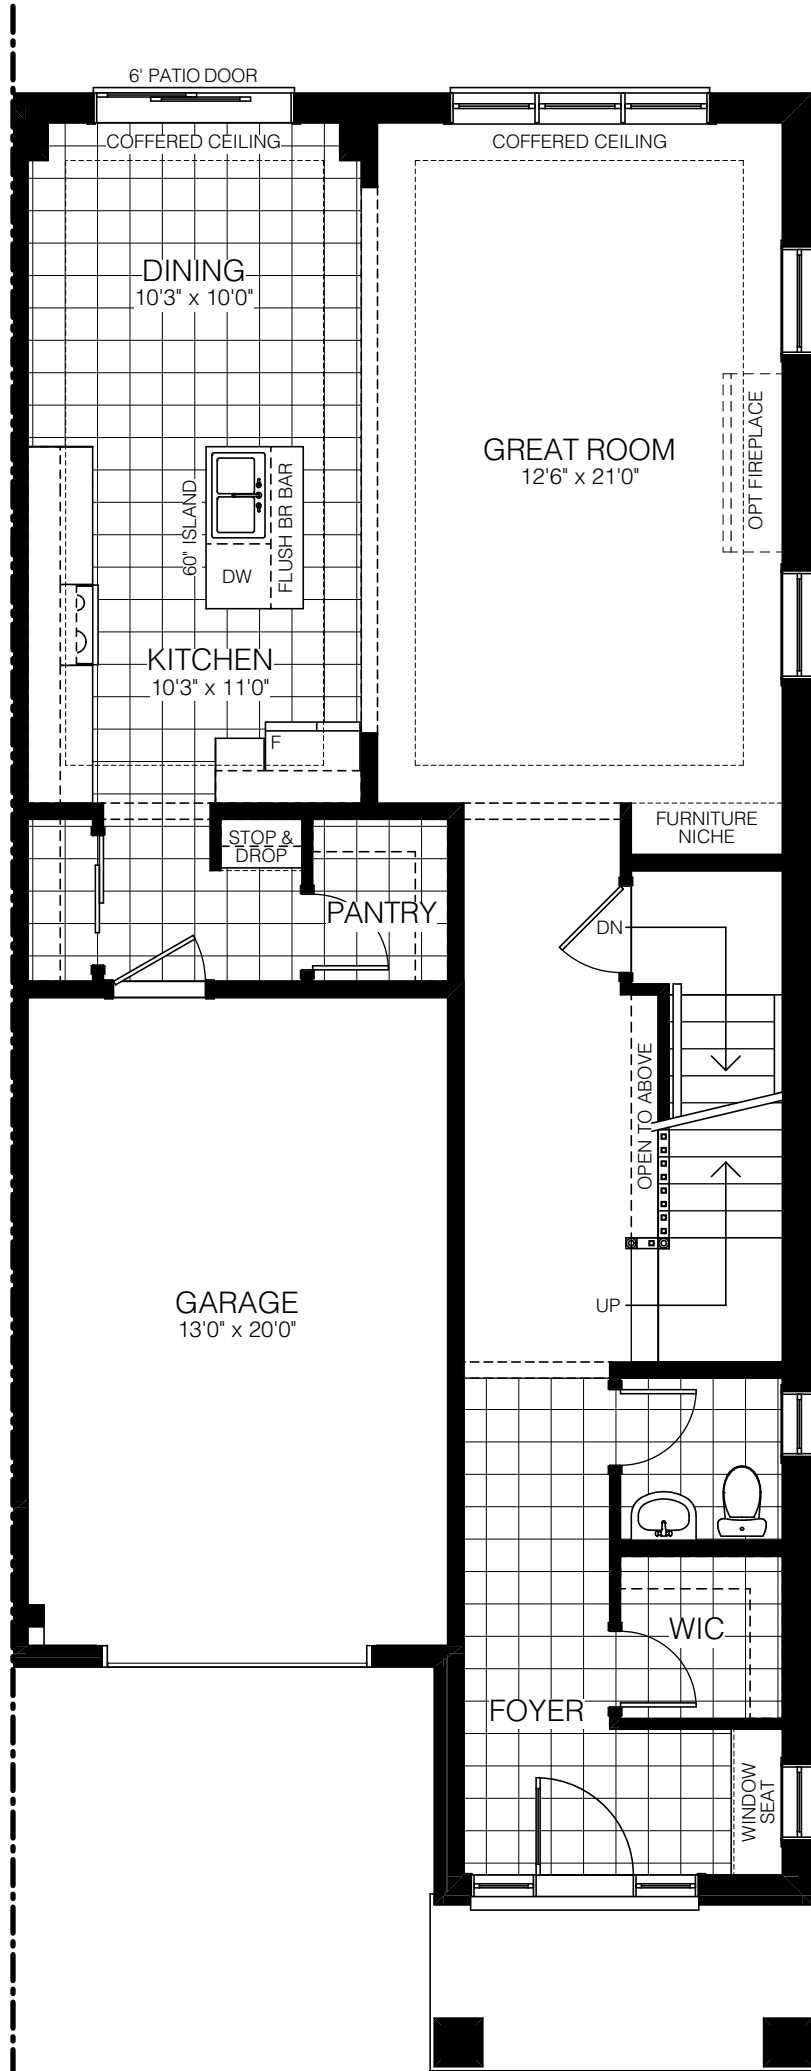 6' PATIO DOOR
COFFERED CEILING
COFFERED CEILING
DINING
10'3" x 10'0"
GREAT ROOM
12'6" x 21'0"
OPT FIREPLACE
60" ISLAND
FLUSH BR BAR
DW
KITCHEN
10'3" x 11'0"
F
STOP &
DROP
FURNITURE
NICHE
PANTRY
DN
OPEN TO ABOVE
GARAGE
13'0" x 20'0"
UP
WIC
FOYER
WINDOW
SEAT